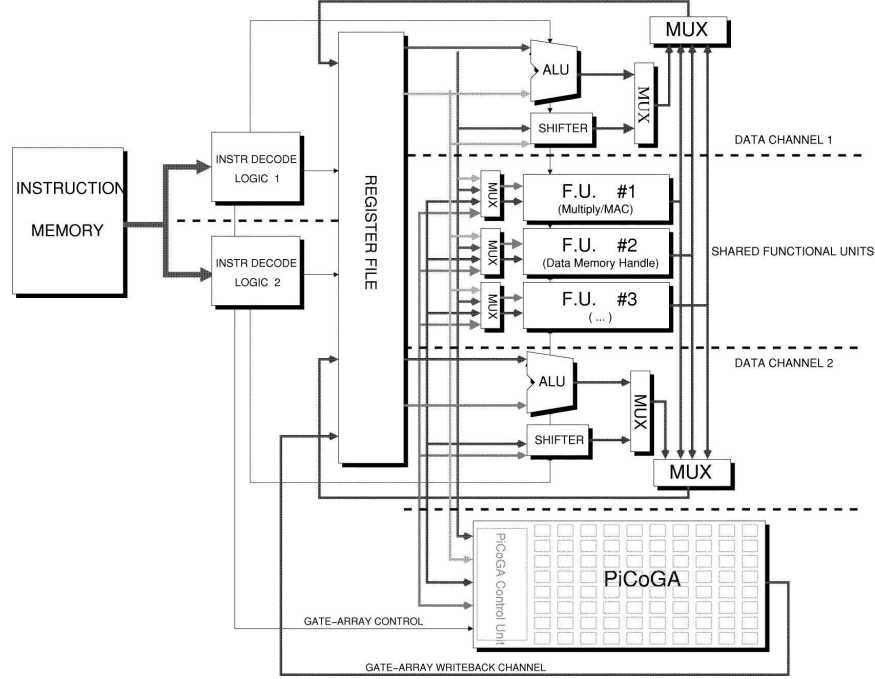 MUX
ALU
MUX
SHIFTER
DATA CHANNEL 1
INSTRUCTION
MEMORY
INSTR DECODE
LOGIC 1
INSTR DECODE
LOGIC 2
REGISTER FILE
MUX
F.U. #1
(Multiply/MAC)
MUX
F.U. #2
(Data Memory Handle)
SHARED FUNCTIONAL UNITS
MUX
F.U. #3
( ... )
DATA CHANNEL 2
ALU
MUX
SHIFTER
MUX
PiCoGA Control Unit
PiCoGA
GATE-ARRAY CONTROL
GATE-ARRAY WRITEBACK CHANNEL